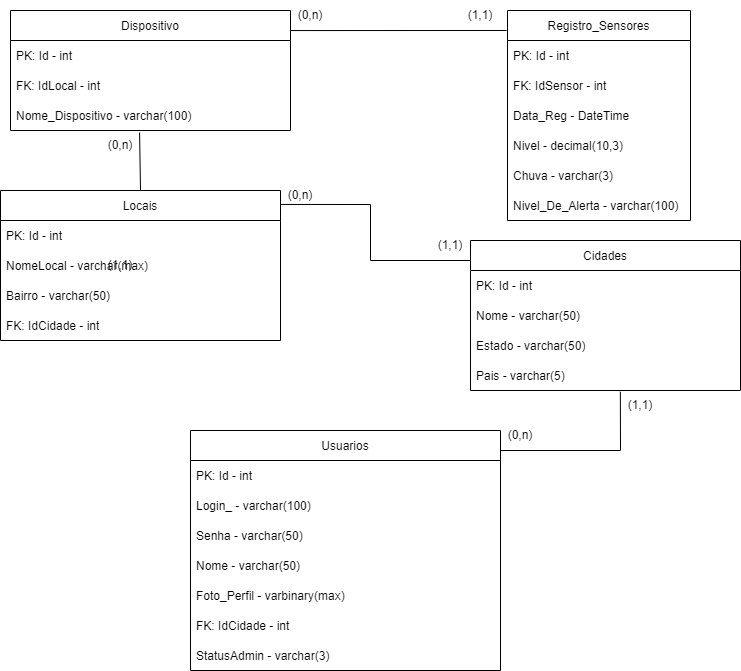 Dispositivo
PK: Id - int
FK: IdLocal - int
Nome_Dispositivo - varchar(100)
(0,n)
(1,1)
Registro_Sensores
PK: Id - int
FK: IdSensor - int
Data_Reg - DateTime
Nivel - decimal(10,3)
Chuva - varchar(3)
Nivel_De_Alerta - varchar(100)
(0,n)
Locais
PK: Id - int
NomeLocal - varchar(max)
(1,1)
Bairro - varchar(50)
FK: IdCidade - int
(0,n)
(1,1)
Cidades
PK: Id - int
Nome - varchar(50)
Estado - varchar(50)
Pais - varchar(5)
(1,1)
(0,n)
Usuarios
PK: Id - int
Login_ - varchar(100)
Senha - varchar(50)
Nome - varchar(50)
Foto_Perfil - varbinary(max)
FK: IdCidade - int
StatusAdmin - varchar(3)